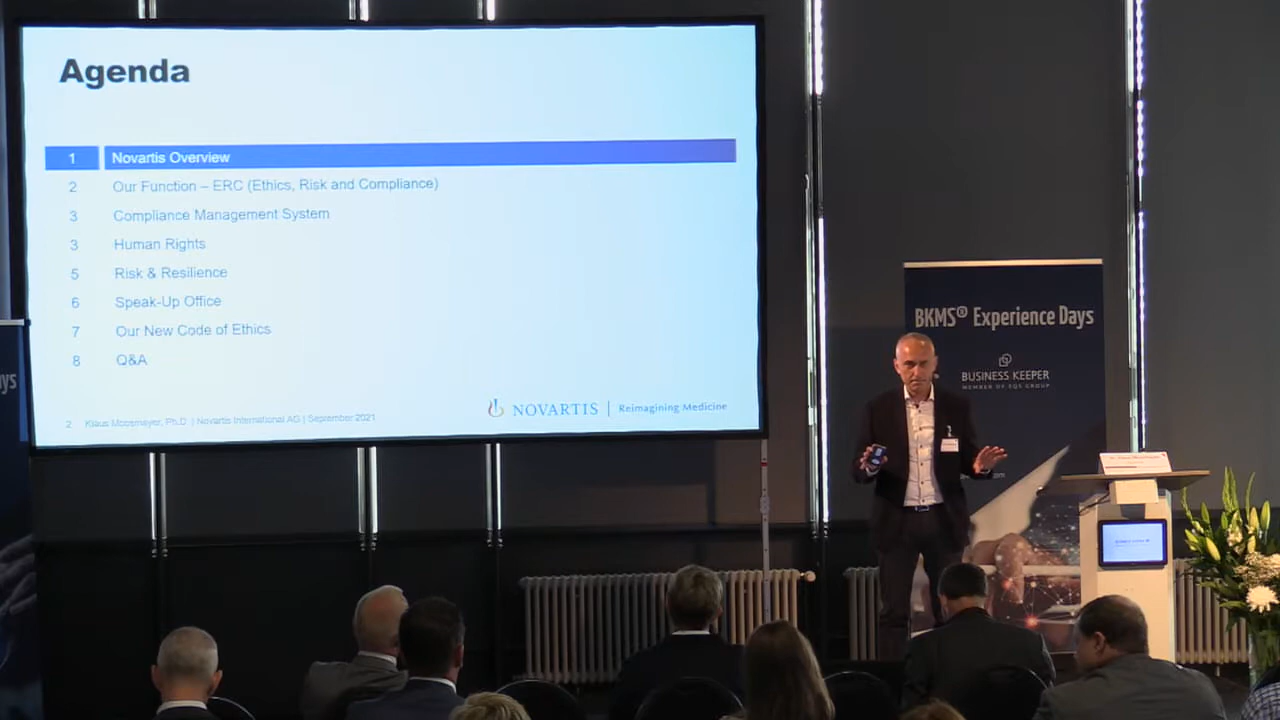 Agenda
1 Novartis Overview
2 Our Function – ERC (Ethics, Risk and Compliance)
3 Compliance Management System
3 Human Rights
5 Risk & Resilience
6 Speak-Up Office
7 Our New Code of Ethics
8 Q&A
2 Klaus Moosmayer, Ph.D. | Novartis International AG | September 2021
NOVARTIS | Reimagining Medicine
BKMS® Experience Days
BUSINESS KEEPER
MEMBER OF EQS GROUP
ays